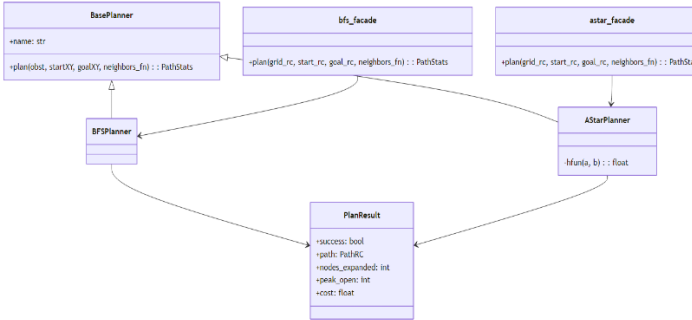 BasePlanner
+name: str
+plan(obst, startXY, goalXY, neighbors_fn) : : PathStats
bfs_facade
+plan(grid_rc, start_rc, goal_rc, neighbors_fn) : : PathStats
astar_facade
+plan(grid_rc, start_rc, goal_rc, neighbors_fn) : : PathStats
BFSPlanner
AStarPlanner
-hfun(a, b) : : float
PlanResult
+success: bool
+path: PathRC
+nodes_expanded: int
+peak_open: int
+cost: float